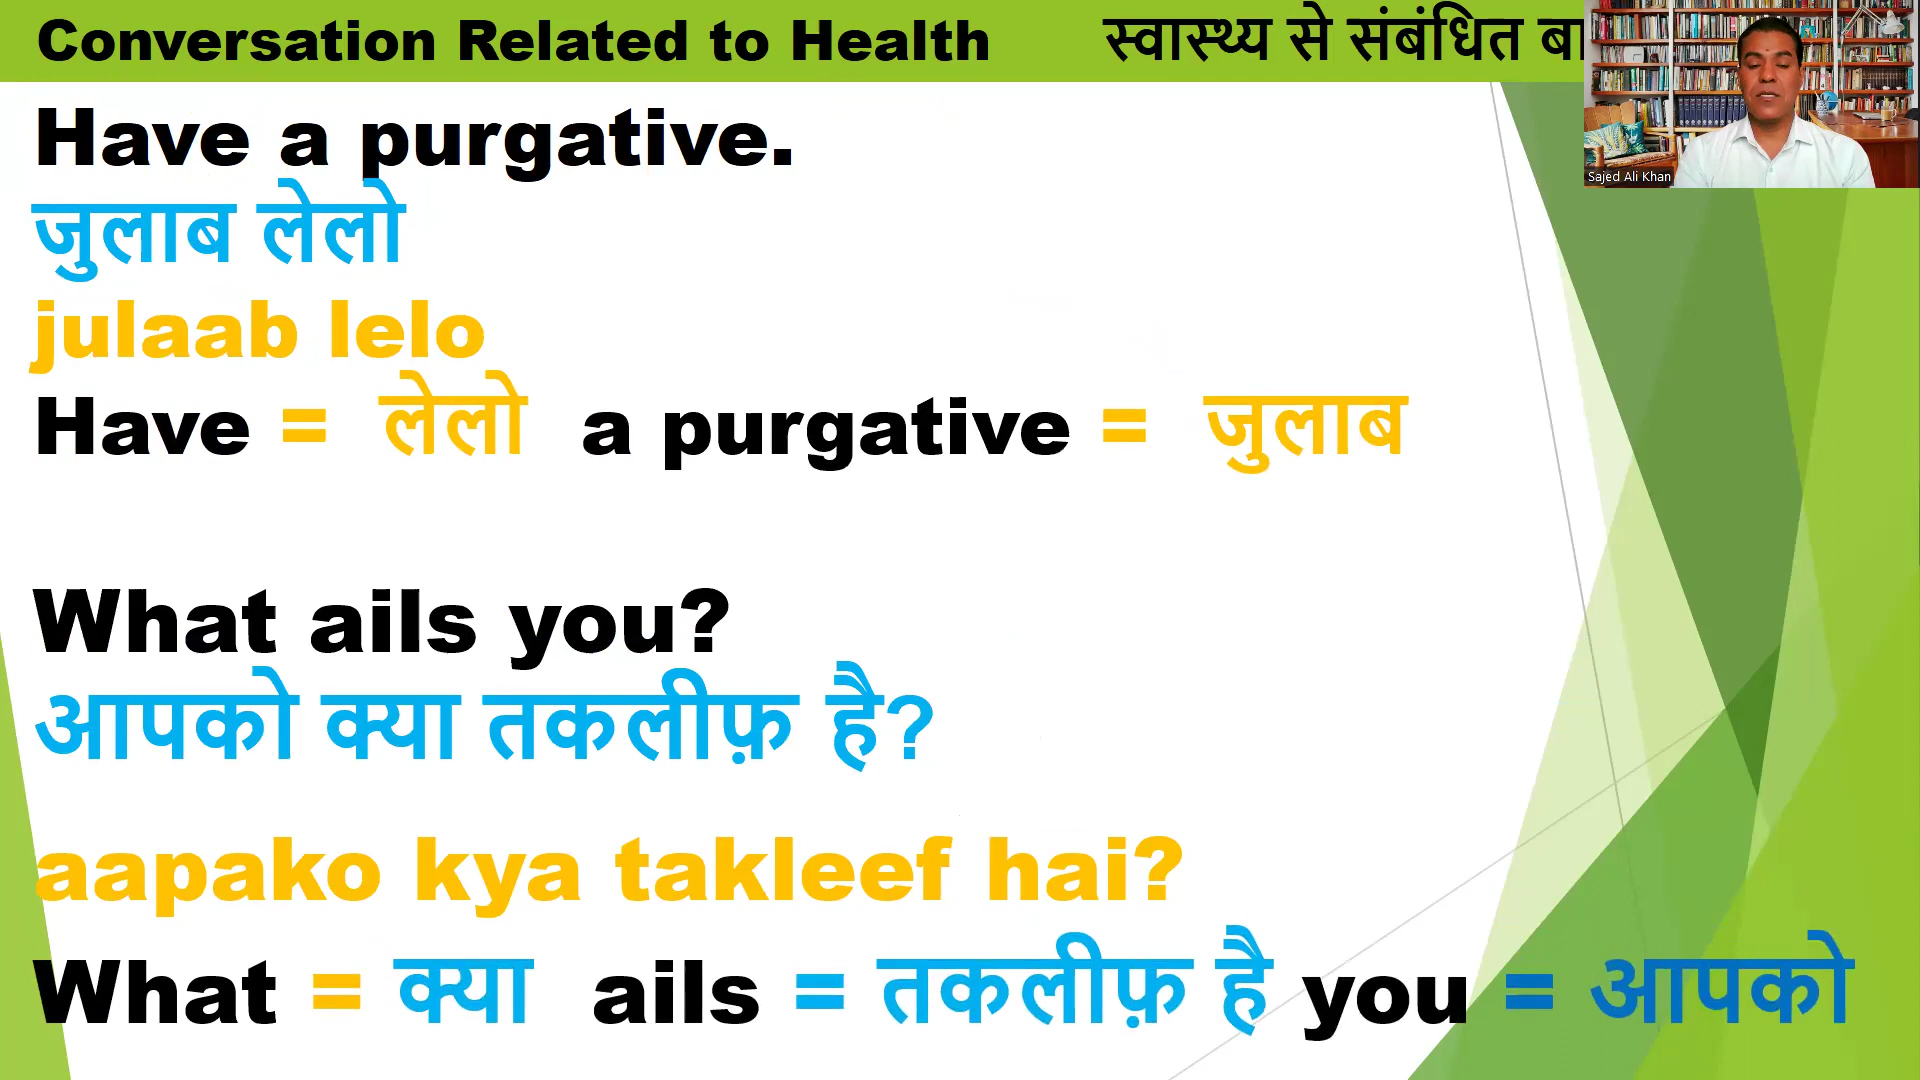 Conversation Related to Health स्वास्थ्य से संबंधित
Sajed Ali Khan
Have a purgative.
जुलाब लेलो
julaab lelo
Have = लेलो a purgative = जुलाब
What ails you?
आपको क्या तकलीफ़ है?
aapako kya takleef hai?
What = क्या ails = तकलीफ़ है you = आपको